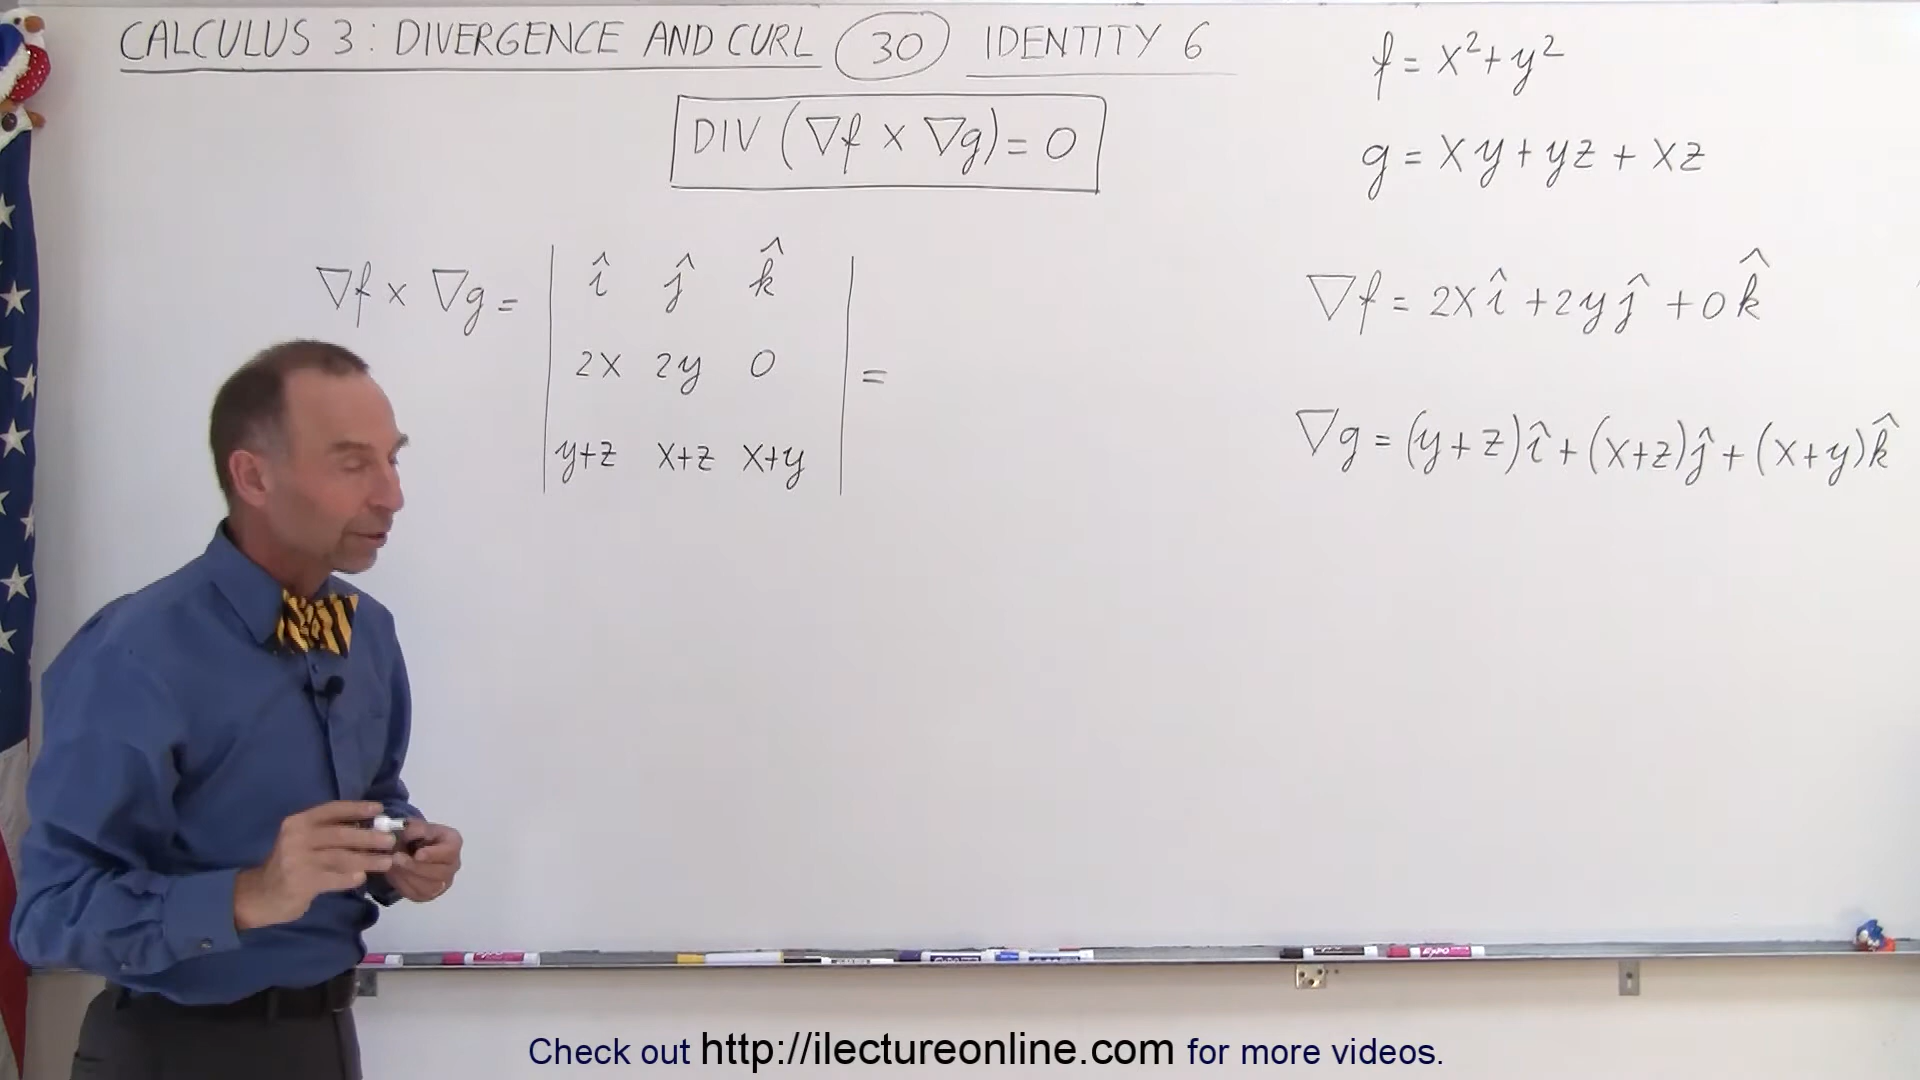 CALCULUS 3: DIVERGENCE AND CURL (30) IDENTITY 6
DIV (∇f × ∇g) = 0
f = x² + y²
g = xy + yz + xz
∇f × ∇g = | î ĵ k̂ |
| 2x 2y 0 | =
| y+z x+z x+y |
∇f = 2x î + 2y ĵ + 0 k̂
∇g = (y+z) î + (x+z) ĵ + (x+y) k̂
EXPO
Check out http://ilectureonline.com for more videos.